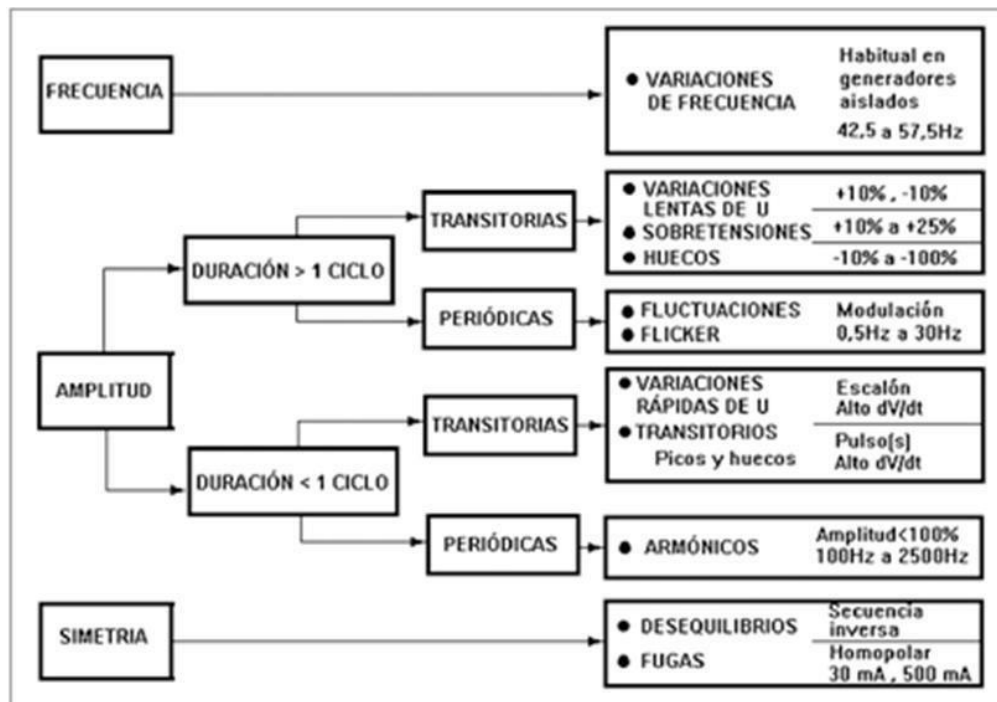 FRECUENCIA
● VARIACIONES
DE FRECUENCIA
Habitual en
generadores
aislados
42,5 a 57,5Hz
AMPLITUD
DURACIÓN > 1 CICLO
TRANSITORIAS
● VARIACIONES
LENTAS DE U
+10% , -10%
● SOBRETENSIONES
+10% a +25%
● HUECOS
-10% a -100%
PERIÓDICAS
● FLUCTUACIONES
● FLICKER
Modulación
0,5Hz a 30Hz
DURACIÓN < 1 CICLO
TRANSITORIAS
● VARIACIONES
RÁPIDAS DE U
Escalón
Alto dV/dt
● TRANSITORIOS
Picos y huecos
Pulso(s)
Alto dV/dt
PERIÓDICAS
● ARMÓNICOS
Amplitud<100%
100Hz a 2500Hz
SIMETRIA
● DESEQUILIBRIOS
Secuencia
inversa
● FUGAS
Homopolar
30 mA , 500 mA